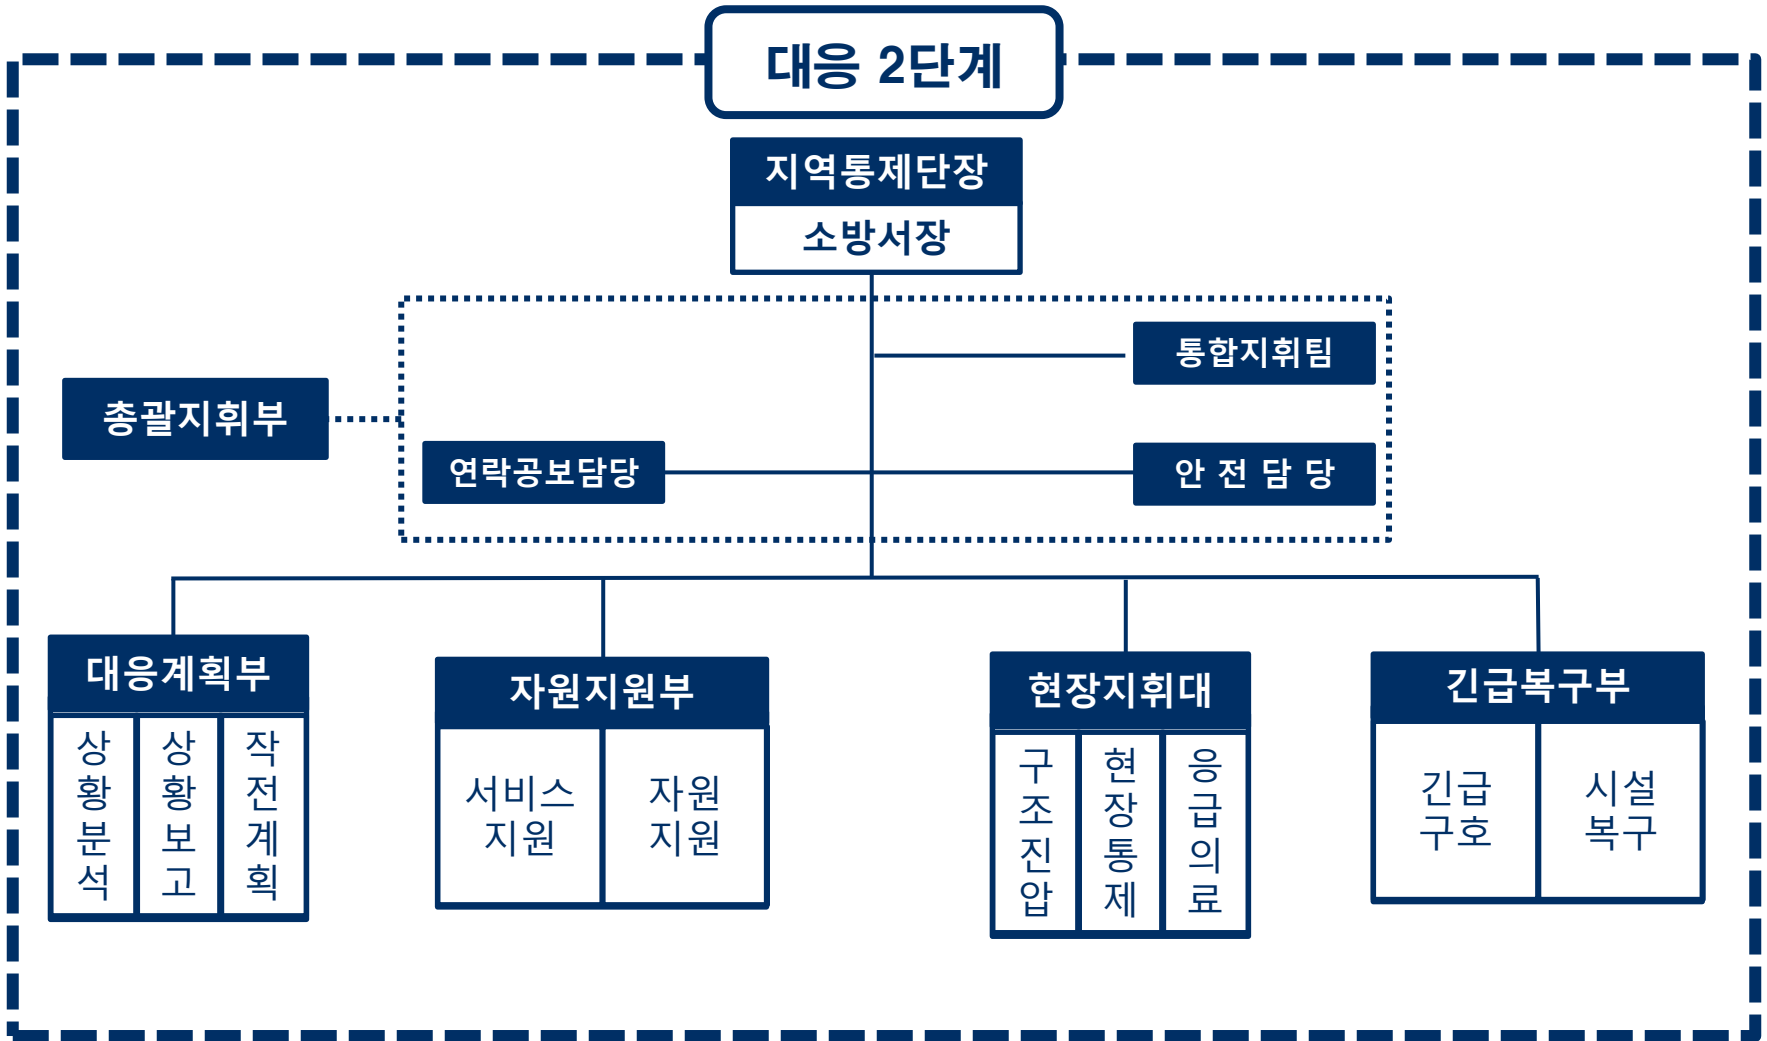 대응 2단계
지역통제단장
소방서장
통합지휘팀
총괄지휘부
연락공보담당
안 전 담 당
대응계획부
상황분석
상황보고
작전계획
자원지원부
서비스
지원
자원
지원
현장지휘대
구조진압
현장통제
응급의료
긴급복구부
긴급
구호
시설
복구